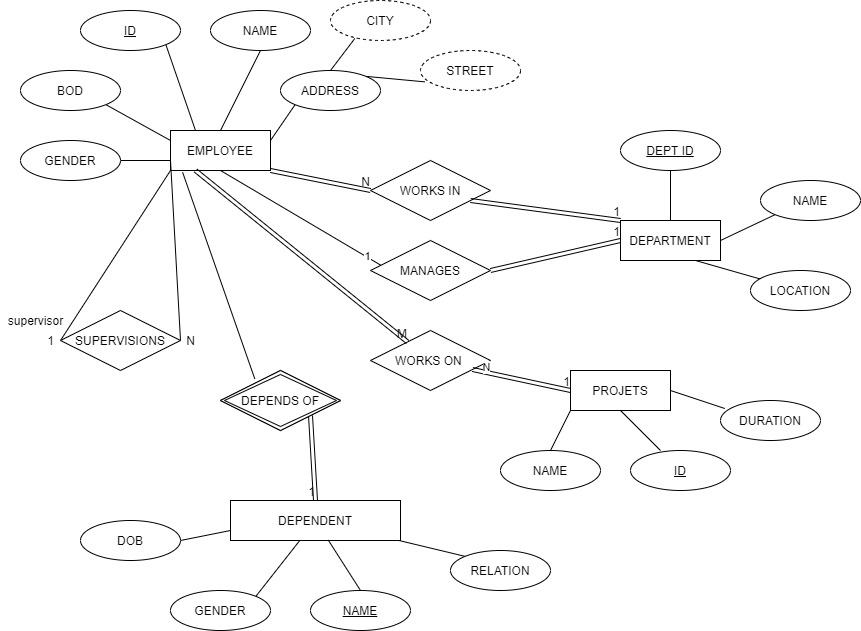 CITY
ID
NAME
STREET
BOD
ADDRESS
EMPLOYEE
DEPT ID
GENDER
N
WORKS IN
NAME
1
1
DEPARTMENT
1
MANAGES
LOCATION
supervisor
M
1
SUPERVISIONS
N
WORKS ON
N
1
PROJETS
DEPENDS OF
DURATION
NAME
ID
1
DEPENDENT
DOB
RELATION
GENDER
NAME